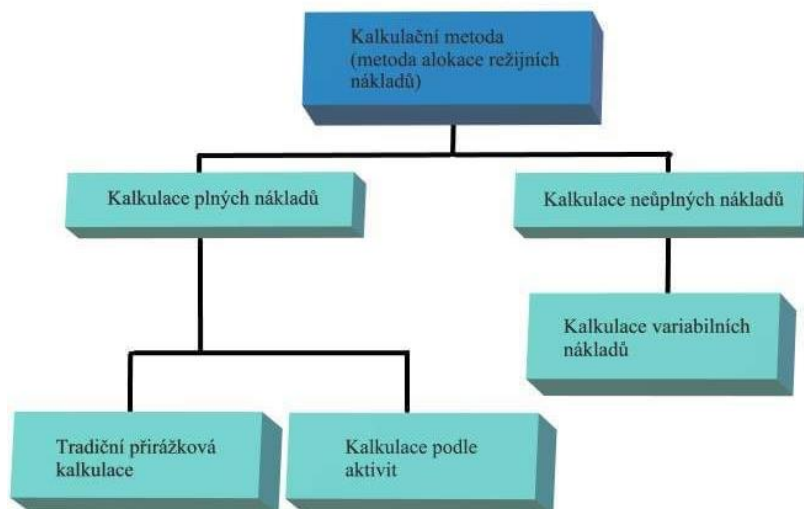 Kalkulační metoda
(metoda alokace režijních
nákladů)
Kalkulace plných nákladů
Kalkulace neůplných nákladů
Kalkulace variabilních
nákladů
Tradiční přirážková
kalkulace
Kalkulace podle
aktivit